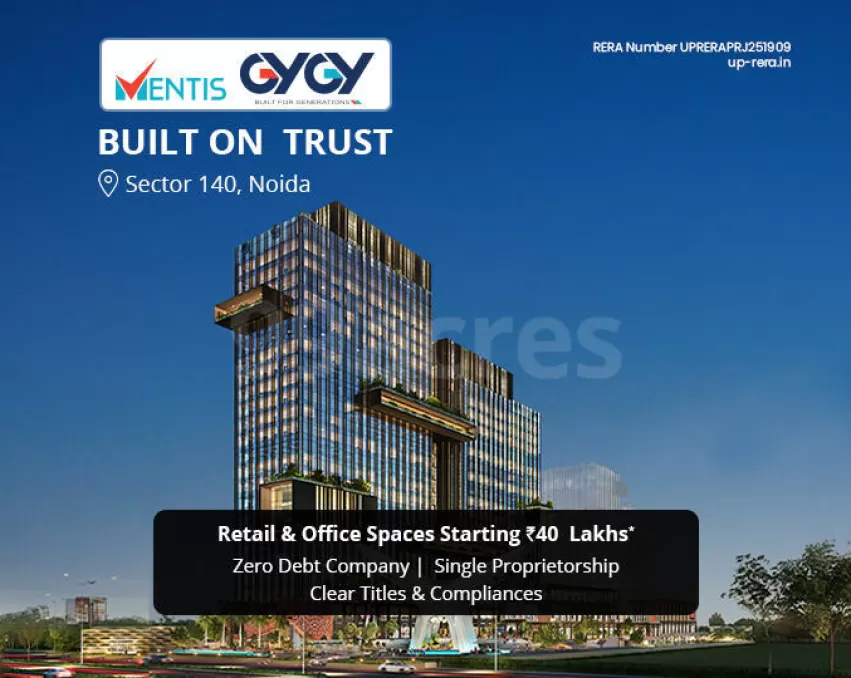 MENTIS GYGY
BUILT FOR GENERATIONS
RERA Number UPRERAPRJ251909
up-rera.in
BUILT ON TRUST
Sector 140, Noida
99acres
Retail & Office Spaces Starting ₹40 Lakhs*
Zero Debt Company | Single Proprietorship
Clear Titles & Compliances